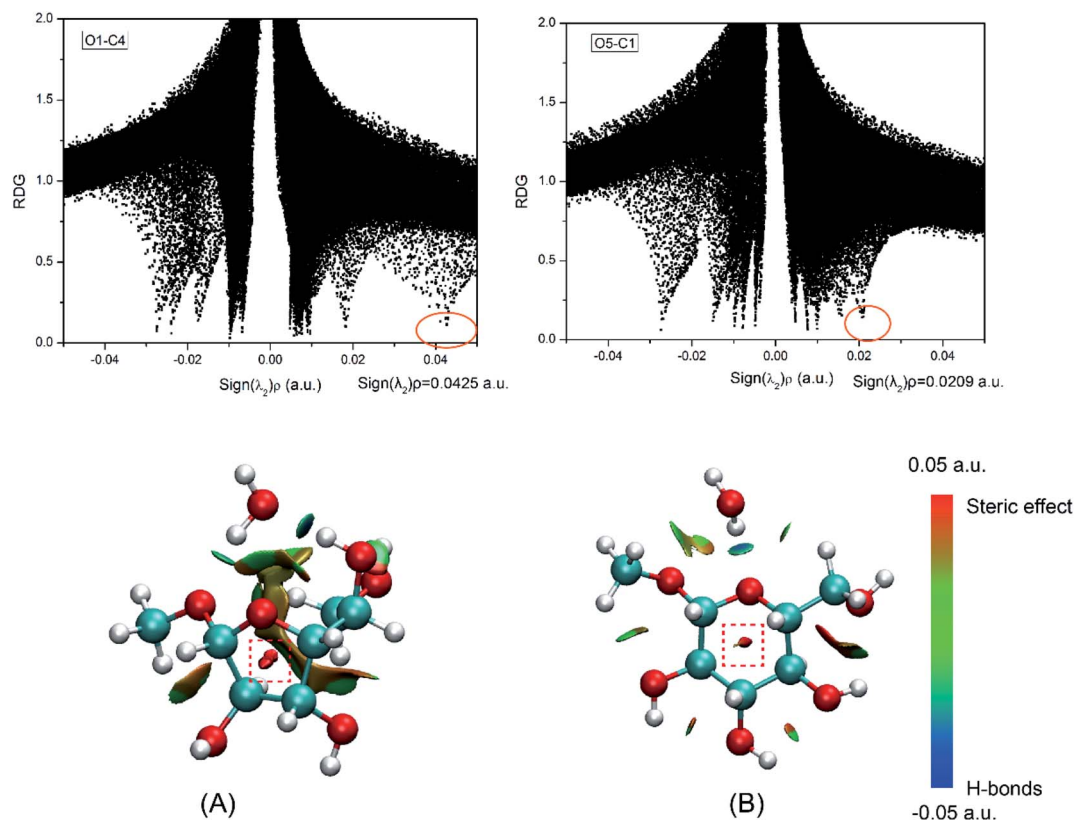 O1-C4
2.0
1.5
1.0
0.5
0.0
RDG
-0.04 -0.02 0.00 0.02 0.04
Sign(λ₂)ρ (a.u.) Sign(λ₂)ρ=0.0425 a.u.
O5-C1
2.0
1.5
1.0
0.5
0.0
RDG
-0.04 -0.02 0.00 0.02 0.04
Sign(λ₂)ρ (a.u.) Sign(λ₂)ρ=0.0209 a.u.
0.05 a.u.
Steric effect
H-bonds
-0.05 a.u.
(A)
(B)